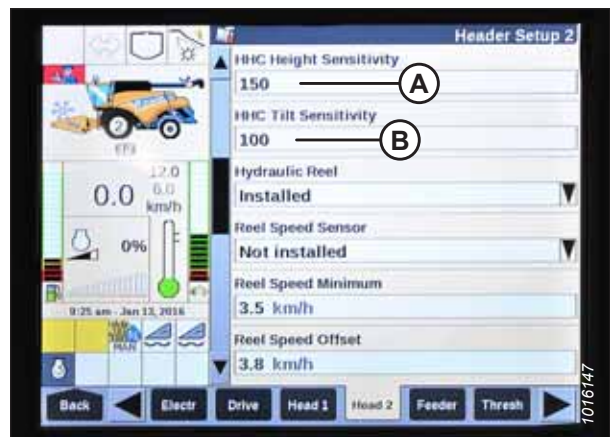 Header Setup 2
HHC Height Sensitivity
150
A
HHC Tilt Sensitivity
100
B
Hydraulic Reel
Installed
Reel Speed Sensor
Not installed
Reel Speed Minimum
3.5 km/h
Reel Speed Offset
3.8 km/h
2
12.0
0.0 6.0
km/h
0%
9:25 am - Jan 13, 2016
MAN
Back Electr Drive Head 1 Head 2 Feeder Thresh
1016147